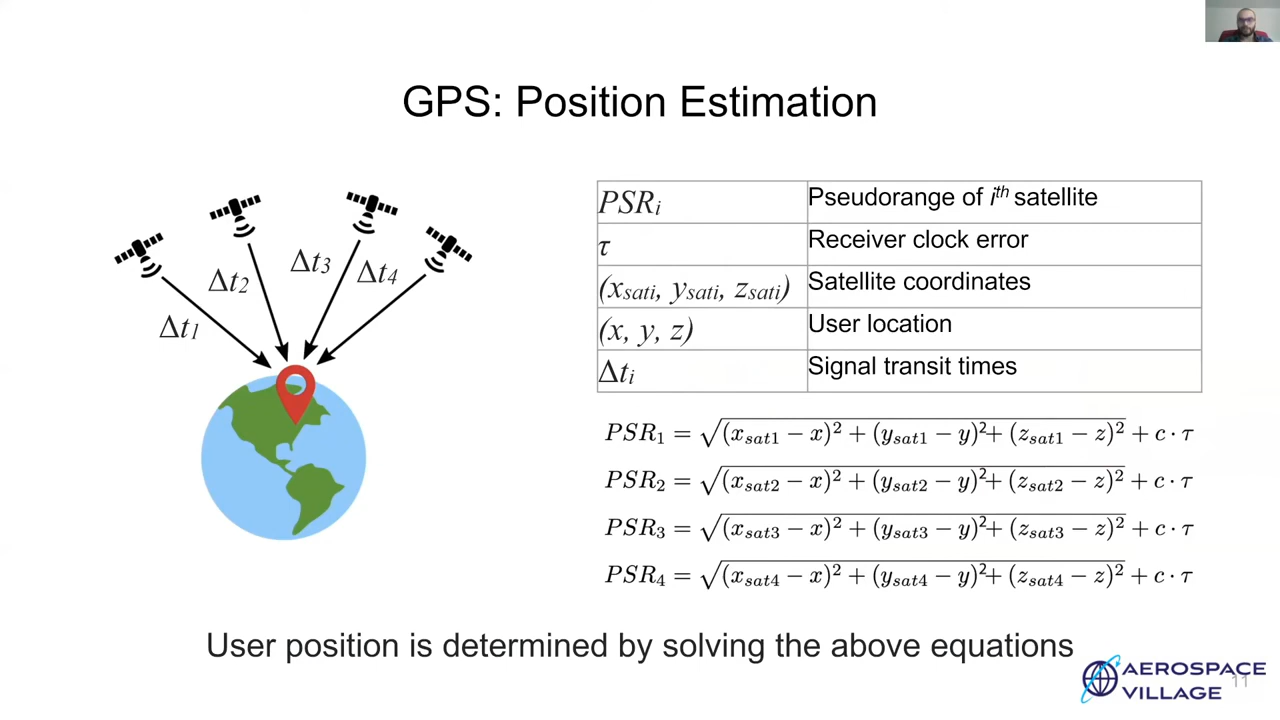 GPS: Position Estimation
Δt1
Δt2
Δt3
Δt4
PSRi Pseudorange of ith satellite
τ Receiver clock error
(xsati, ysati, zsati) Satellite coordinates
(x, y, z) User location
Δti Signal transit times
PSR₁ = √(xsat1 − x)² + (ysat1 − y)²+ (zsat1 − z)² + c · τ
PSR₂ = √(xsat2 − x)² + (ysat2 − y)²+ (zsat2 − z)² + c · τ
PSR₃ = √(xsat3 − x)² + (ysat3 − y)²+ (zsat3 − z)² + c · τ
PSR₄ = √(xsat4 − x)² + (ysat4 − y)²+ (zsat4 − z)² + c · τ
User position is determined by solving the above equations
AEROSPACE
VILLAGE
11